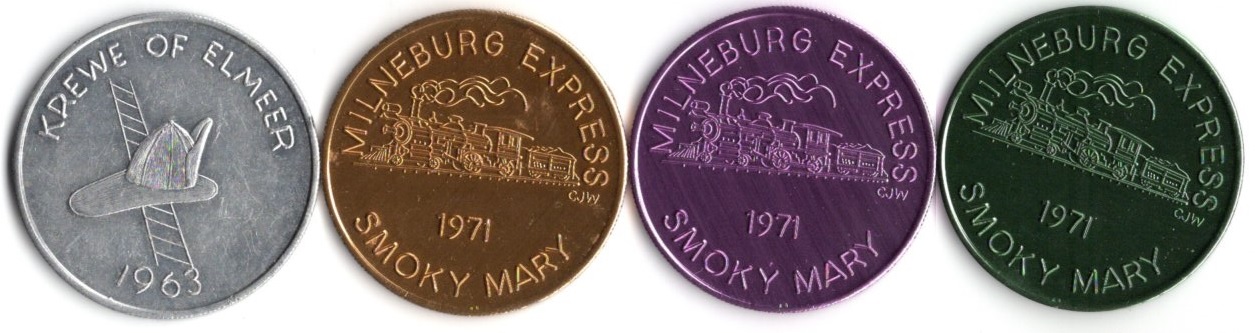 KREWE OF ELMEER
1963
MILNEBURG EXPRESS
CJW
1971
SMOKY MARY
MILNEBURG EXPRESS
CJW
1971
SMOKY MARY
MILNEBURG EXPRESS
CJW
1971
SMOKY MARY